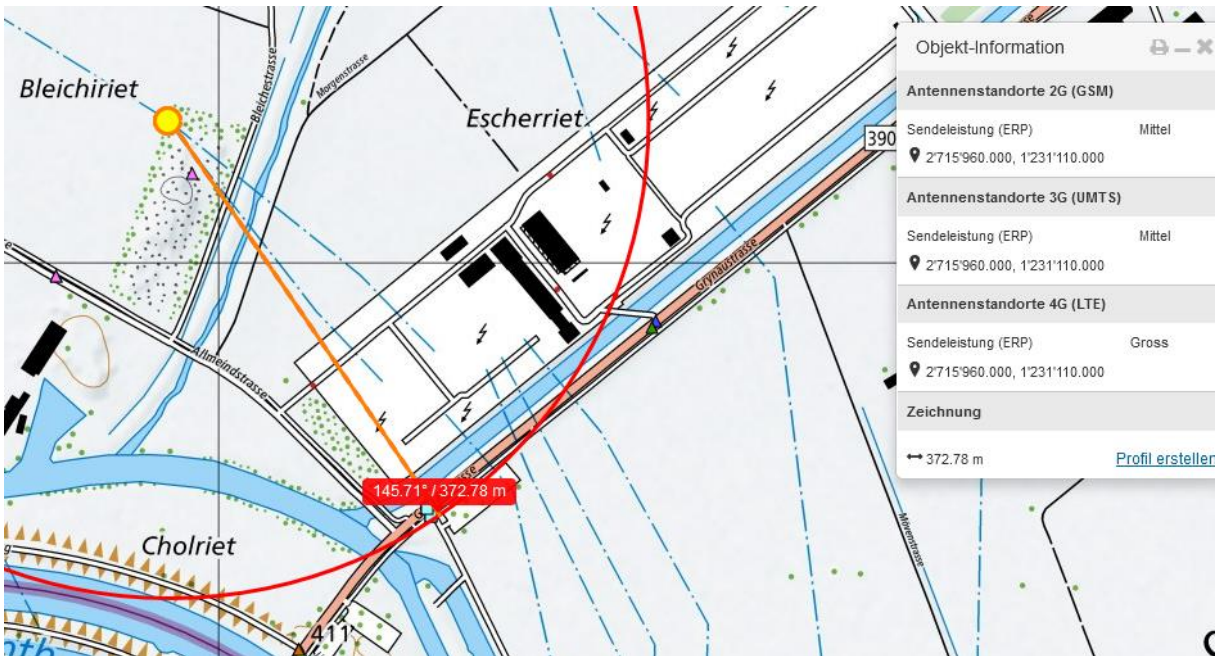 Bleichiriet
Bleichestrasse
Morgenstrasse
Escherriet
390
Grynaustrasse
Allmeindstrasse
145.71° / 372.78 m
Cholriet
411
Mövenstrasse
Objekt-Information
Antennenstandorte 2G (GSM)
Sendeleistung (ERP) Mittel
2'715'960.000, 1'231'110.000
Antennenstandorte 3G (UMTS)
Sendeleistung (ERP) Mittel
2'715'960.000, 1'231'110.000
Antennenstandorte 4G (LTE)
Sendeleistung (ERP) Gross
2'715'960.000, 1'231'110.000
Zeichnung
372.78 m Profil erstellen